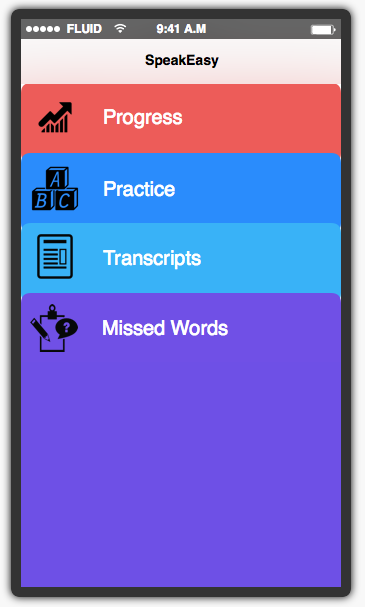 FLUID 9:41 A.M
SpeakEasy
Progress
A
B C
Practice
Transcripts
?
Missed Words